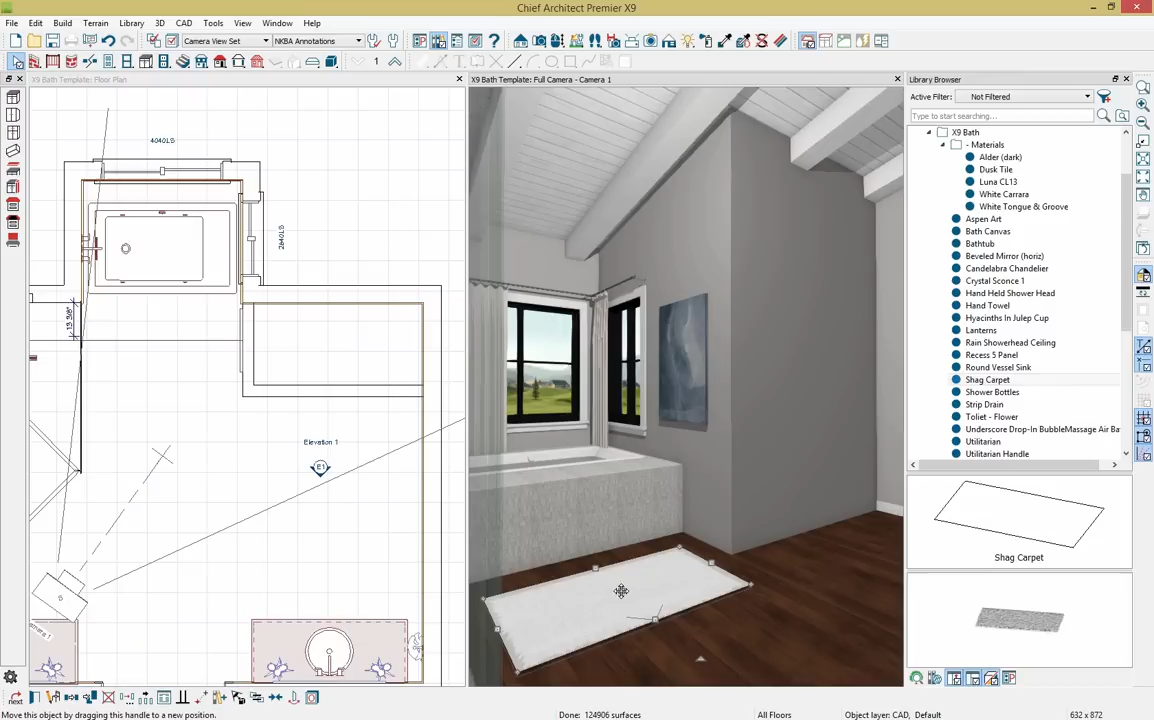 Chief Architect Premier X9
File Edit Build Terrain Library 3D CAD Tools View Window Help
Camera View Set NKBA Annotations
1
X9 Bath Template: Floor Plan
X9 Bath Template: Full Camera - Camera 1
Library Browser
Active Filter: Not Filtered
Type to start searching...
X9 Bath
- Materials
Alder (dark)
Dusk Tile
Luna CL13
White Carrara
White Tongue & Groove
Aspen Art
Bath Canvas
Bathtub
Beveled Mirror (horiz)
Candelabra Chandelier
Crystal Sconce 1
Hand Held Shower Head
Hand Towel
Hyacinths In Julep Cup
Lanterns
Rain Showerhead Ceiling
Recess 5 Panel
Round Vessel Sink
Shag Carpet
Shower Bottles
Strip Drain
Toliet - Flower
Underscore Drop-In BubbleMassage Air Ba
Utilitarian
Utilitarian Handle
Shag Carpet
4040LS
2640LS
Elevation 1
E1
next
Move this object by dragging this handle to a new position.
Done: 124906 surfaces
All Floors
Object layer: CAD, Default
632 x 872